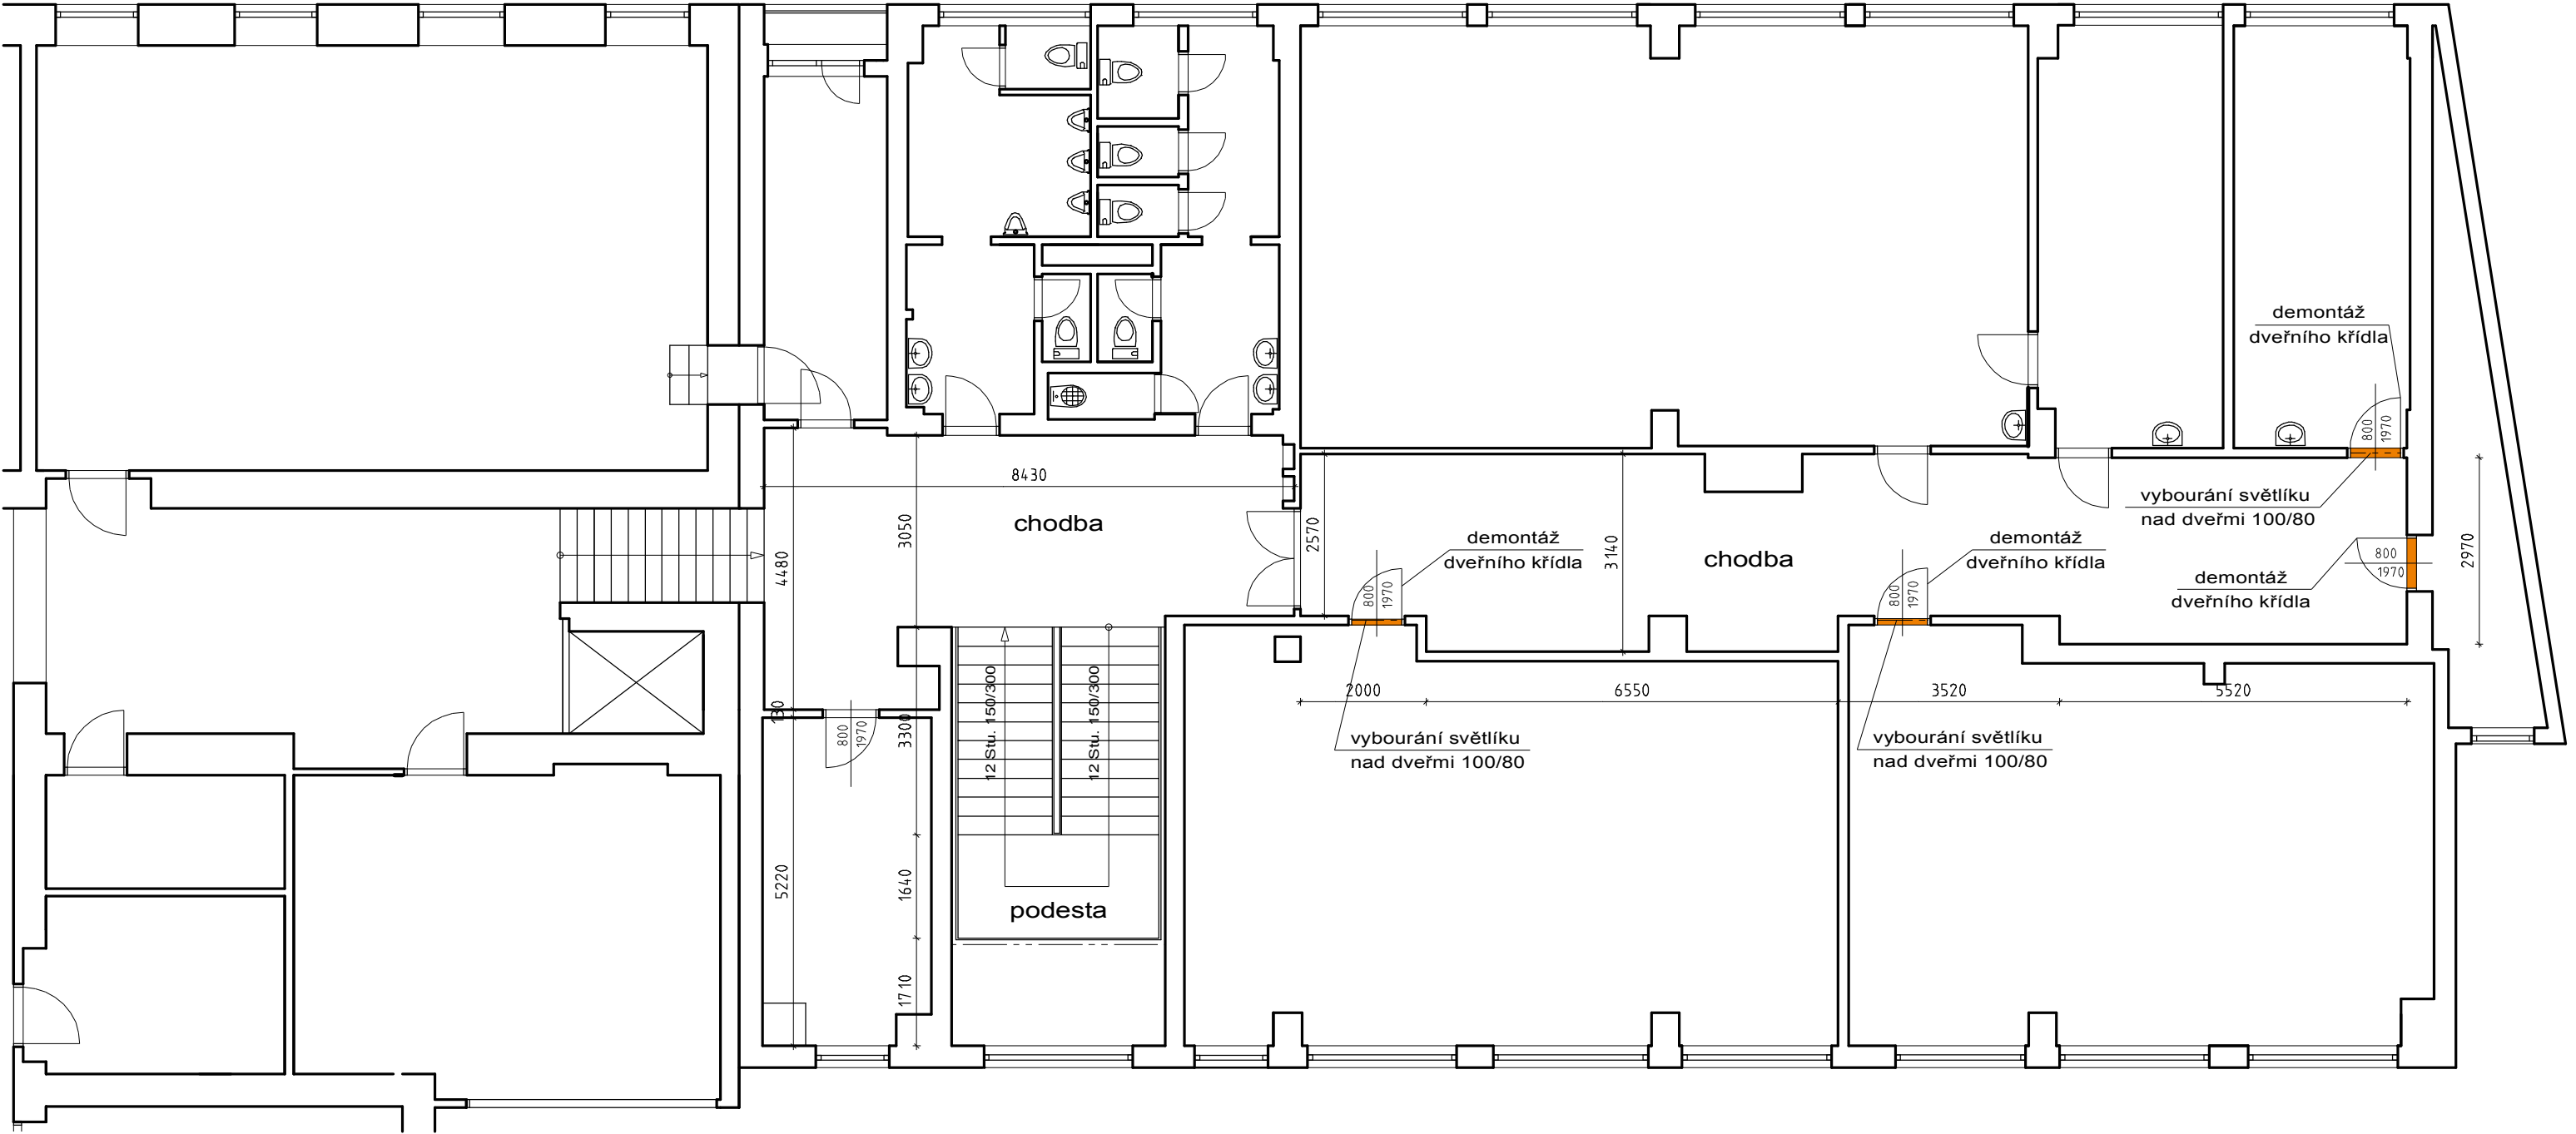 demontáž
dveřního křídla
800
1970
8430
vybourání světlíku
nad dveřmi 100/80
chodba
3050
2570
demontáž
dveřního křídla
3140
chodba
demontáž
dveřního křídla
2970
800
1970
4480
demontáž
dveřního křídla
800
1970
800
1970
130
800
1970
3300
12 Stu. 150/300
12 Stu. 150/300
2000
6550
3520
5520
vybourání světlíku
nad dveřmi 100/80
vybourání světlíku
nad dveřmi 100/80
5220
1640
podesta
1710